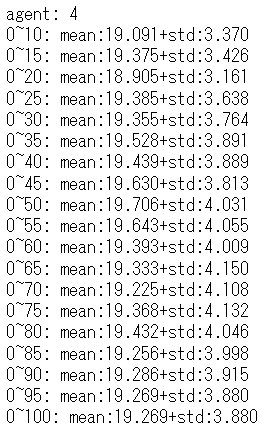 agent: 4
0~10: mean:19.091+std:3.370
0~15: mean:19.375+std:3.426
0~20: mean:18.905+std:3.161
0~25: mean:19.385+std:3.638
0~30: mean:19.355+std:3.764
0~35: mean:19.528+std:3.891
0~40: mean:19.439+std:3.889
0~45: mean:19.630+std:3.813
0~50: mean:19.706+std:4.031
0~55: mean:19.643+std:4.055
0~60: mean:19.393+std:4.009
0~65: mean:19.333+std:4.150
0~70: mean:19.225+std:4.108
0~75: mean:19.368+std:4.132
0~80: mean:19.432+std:4.046
0~85: mean:19.256+std:3.998
0~90: mean:19.286+std:3.915
0~95: mean:19.269+std:3.880
0~100: mean:19.269+std:3.880